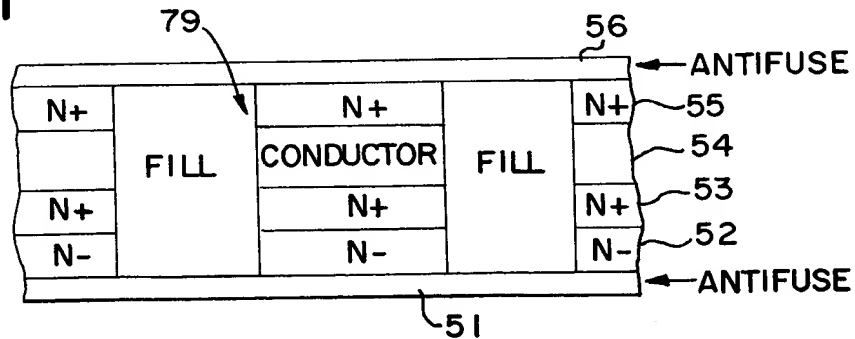 79
56
ANTIFUSE
N+ N+ N+ 55
FILL CONDUCTOR FILL 54
N+ N+ N+ 53
N- N- N- 52
ANTIFUSE
51